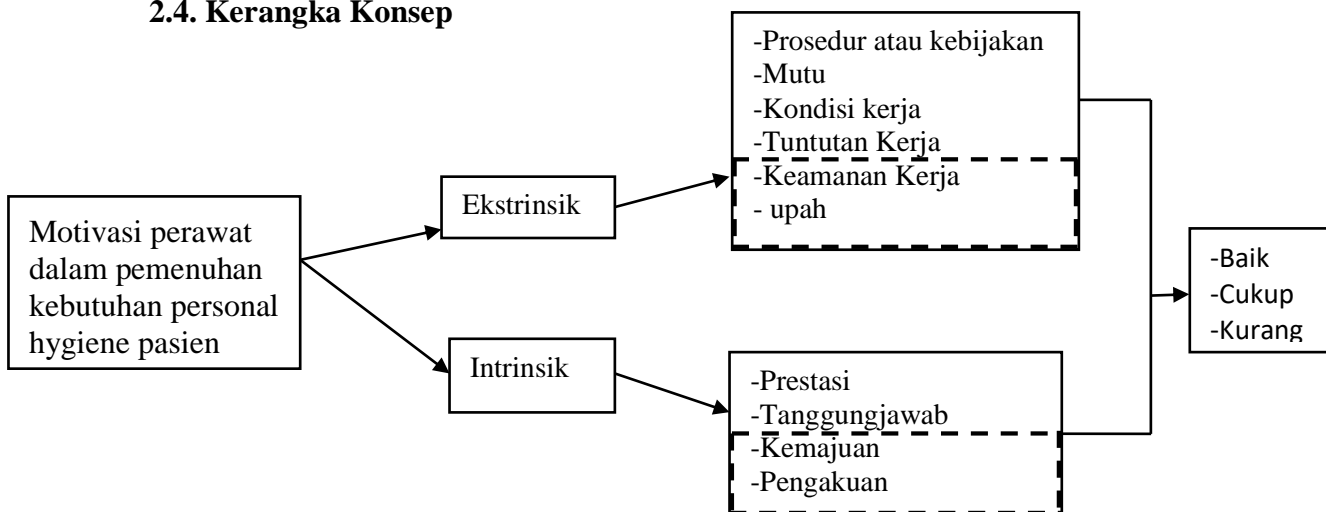 2.4. Kerangka Konsep
Motivasi perawat
dalam pemenuhan
kebutuhan personal
hygiene pasien
Ekstrinsik
-Prosedur atau kebijakan
-Mutu
-Kondisi kerja
-Tuntutan Kerja
-Keamanan Kerja
- upah
Intrinsik
-Prestasi
-Tanggungjawab
-Kemajuan
-Pengakuan
-Baik
-Cukup
-Kurang